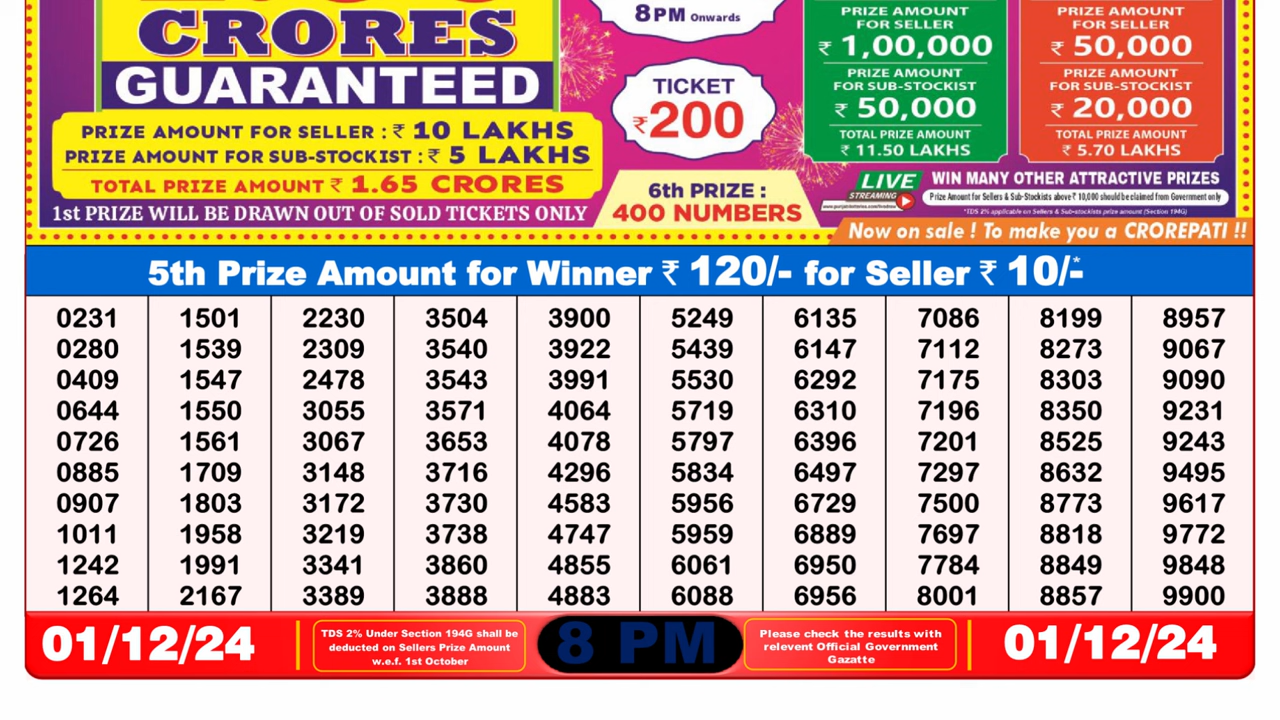 CRORES
GUARANTEED
PRIZE AMOUNT FOR SELLER : ₹ 10 LAKHS
PRIZE AMOUNT FOR SUB-STOCKIST : ₹ 5 LAKHS
TOTAL PRIZE AMOUNT ₹ 1.65 CRORES
1st PRIZE WILL BE DRAWN OUT OF SOLD TICKETS ONLY
8PM Onwards
TICKET
₹200
6th PRIZE :
400 NUMBERS
PRIZE AMOUNT
FOR SELLER
₹ 1,00,000
PRIZE AMOUNT
FOR SUB-STOCKIST
₹ 50,000
TOTAL PRIZE AMOUNT
₹ 11.50 LAKHS
PRIZE AMOUNT
FOR SELLER
₹ 50,000
PRIZE AMOUNT
FOR SUB-STOCKIST
₹ 20,000
TOTAL PRIZE AMOUNT
₹ 5.70 LAKHS
LIVE
STREAMING
WIN MANY OTHER ATTRACTIVE PRIZES
Prize Amount for Sellers & Sub-Stockists above ₹ 10,000 should be claimed from Government only
*TDS 2% applicable on Sellers & Sub-stockists prize amount (Section 194G)
Now on sale ! To make you a CROREPATI !!
5th Prize Amount for Winner ₹ 120/- for Seller ₹ 10/-*
0231 1501 2230 3504 3900 5249 6135 7086 8199 8957
0280 1539 2309 3540 3922 5439 6147 7112 8273 9067
0409 1547 2478 3543 3991 5530 6292 7175 8303 9090
0644 1550 3055 3571 4064 5719 6310 7196 8350 9231
0726 1561 3067 3653 4078 5797 6396 7201 8525 9243
0885 1709 3148 3716 4296 5834 6497 7297 8632 9495
0907 1803 3172 3730 4583 5956 6729 7500 8773 9617
1011 1958 3219 3738 4747 5959 6889 7697 8818 9772
1242 1991 3341 3860 4855 6061 6950 7784 8849 9848
1264 2167 3389 3888 4883 6088 6956 8001 8857 9900
01/12/24
TDS 2% Under Section 194G shall be
deducted on Sellers Prize Amount
w.e.f. 1st October
8 PM
Please check the results with
relevent Official Government
Gazatte
01/12/24